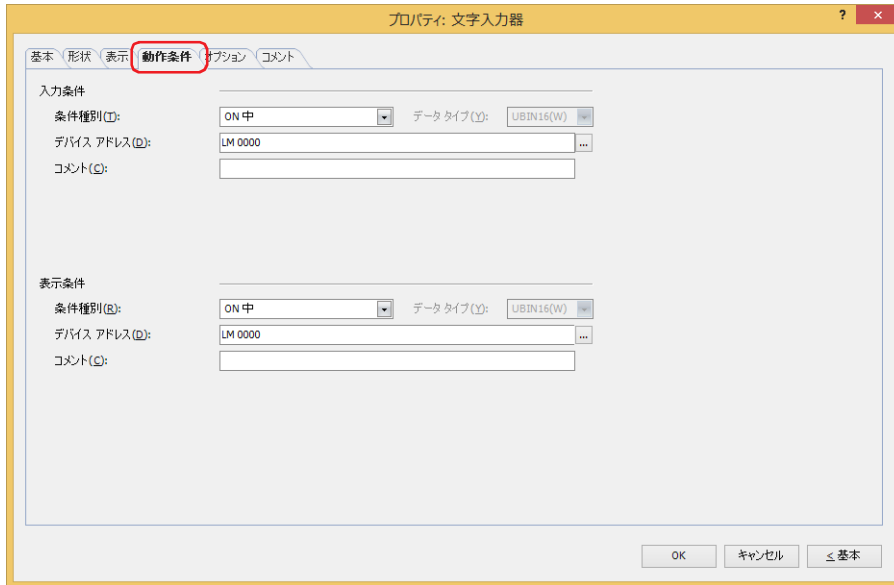 プロパティ: 文字入力器
? ×
基本 形状 表示 動作条件 オプション コメント
入力条件
条件種別(T): ON 中 データ タイプ(Y): UBIN16(W)
デバイス アドレス(D): LM 0000 ...
コメント(C):
表示条件
条件種別(R): ON 中 データ タイプ(Y): UBIN16(W)
デバイス アドレス(D): LM 0000 ...
コメント(C):
OK キャンセル < 基本